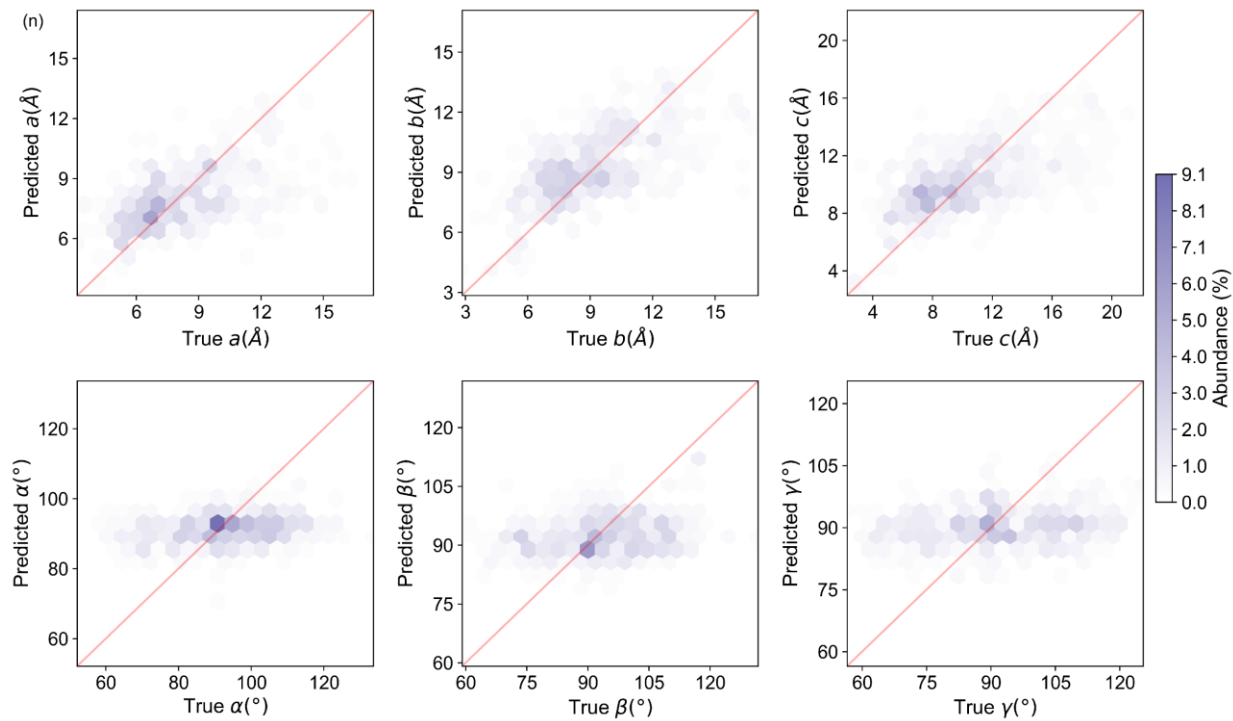 (n)
15
12
9
6
Predicted a(Å)
6 9 12 15
True a(Å)
15
12
9
6
3
Predicted b(Å)
3 6 9 12 15
True b(Å)
20
16
12
8
4
Predicted c(Å)
4 8 12 16 20
True c(Å)
120
100
80
60
Predicted α(°)
60 80 100 120
True α(°)
120
105
90
75
60
Predicted β(°)
60 75 90 105 120
True β(°)
120
105
90
75
60
Predicted γ(°)
60 75 90 105 120
True γ(°)
9.1
8.1
7.1
6.0
5.0
4.0
3.0
2.0
1.0
0.0
Abundance (%)